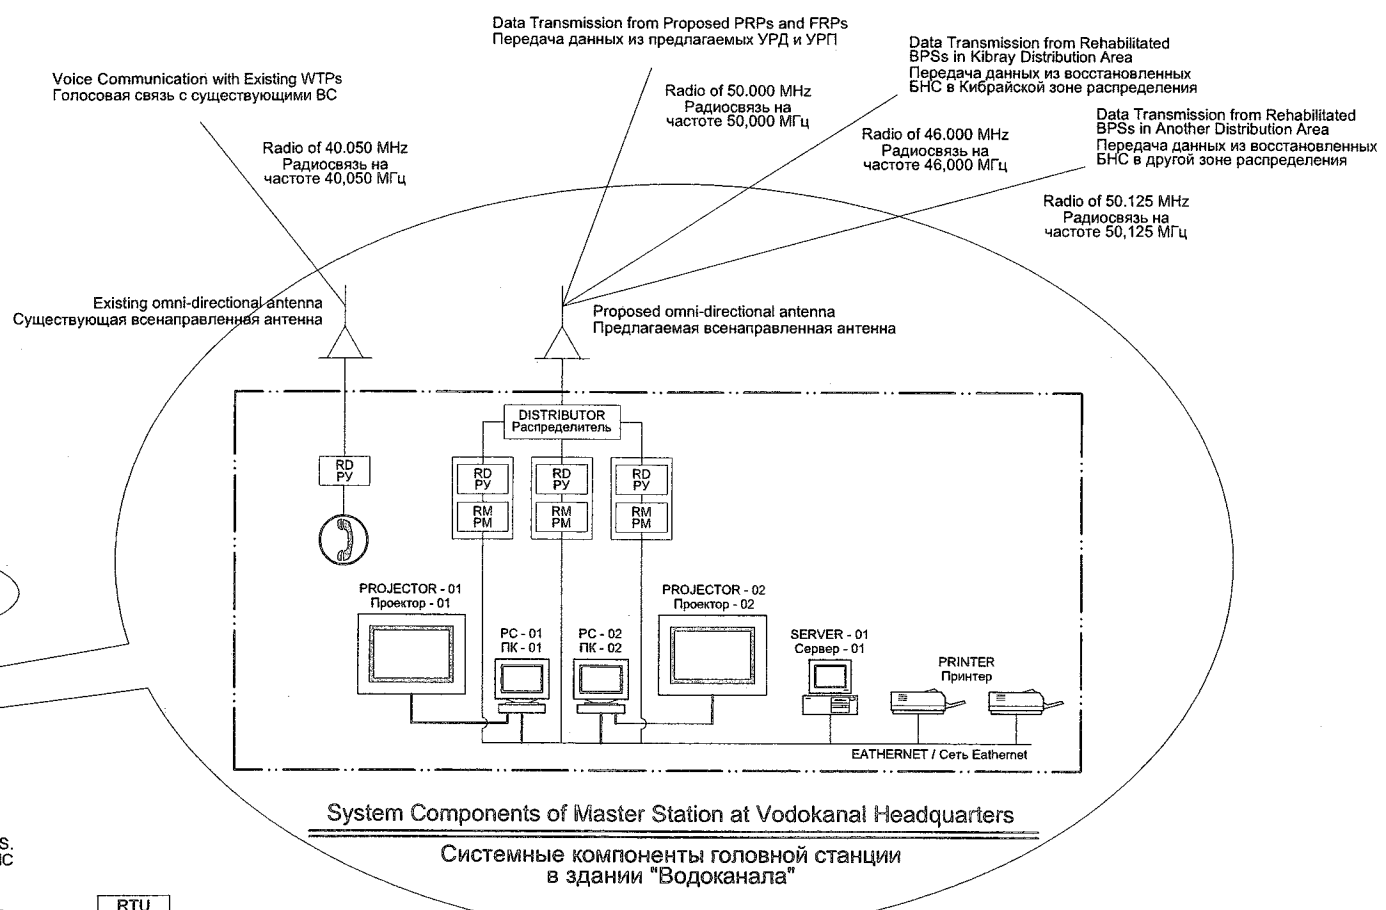 Data Transmission from Proposed PRPs and FRPs
Передача данных из предлагаемых УРД и УРП
Data Transmission from Rehabilitated
BPSs in Kibray Distribution Area
Передача данных из восстановленных
БНС в Кибрайской зоне распределения
Voice Communication with Existing WTPs
Голосовая связь с существующими ВС
Radio of 50.000 MHz
Радиосвязь на
частоте 50,000 МГц
Data Transmission from Rehabilitated
BPSs in Another Distribution Area
Передача данных из восстановленных
БНС в другой зоне распределения
Radio of 40.050 MHz
Радиосвязь на
частоте 40,050 МГц
Radio of 46.000 MHz
Радиосвязь на
частоте 46,000 МГц
Radio of 50.125 MHz
Радиосвязь на
частоте 50,125 МГц
Existing omni-directional antenna
Существующая всенаправленная антенна
Proposed omni-directional antenna
Предлагаемая всенаправленная антенна
DISTRIBUTOR
Распределитель
RD
РУ
RD
РУ
RM
РМ
RD
РУ
RM
РМ
RD
РУ
RM
РМ
PROJECTOR - 01
Проектор - 01
PC - 01
ПК - 01
PC - 02
ПК - 02
PROJECTOR - 02
Проектор - 02
SERVER - 01
Сервер - 01
PRINTER
Принтер
EATHERNET / Сеть Eathernet
System Components of Master Station at Vodokanal Headquarters
Системные компоненты головной станции
в здании "Водоканала"
S.
RTU